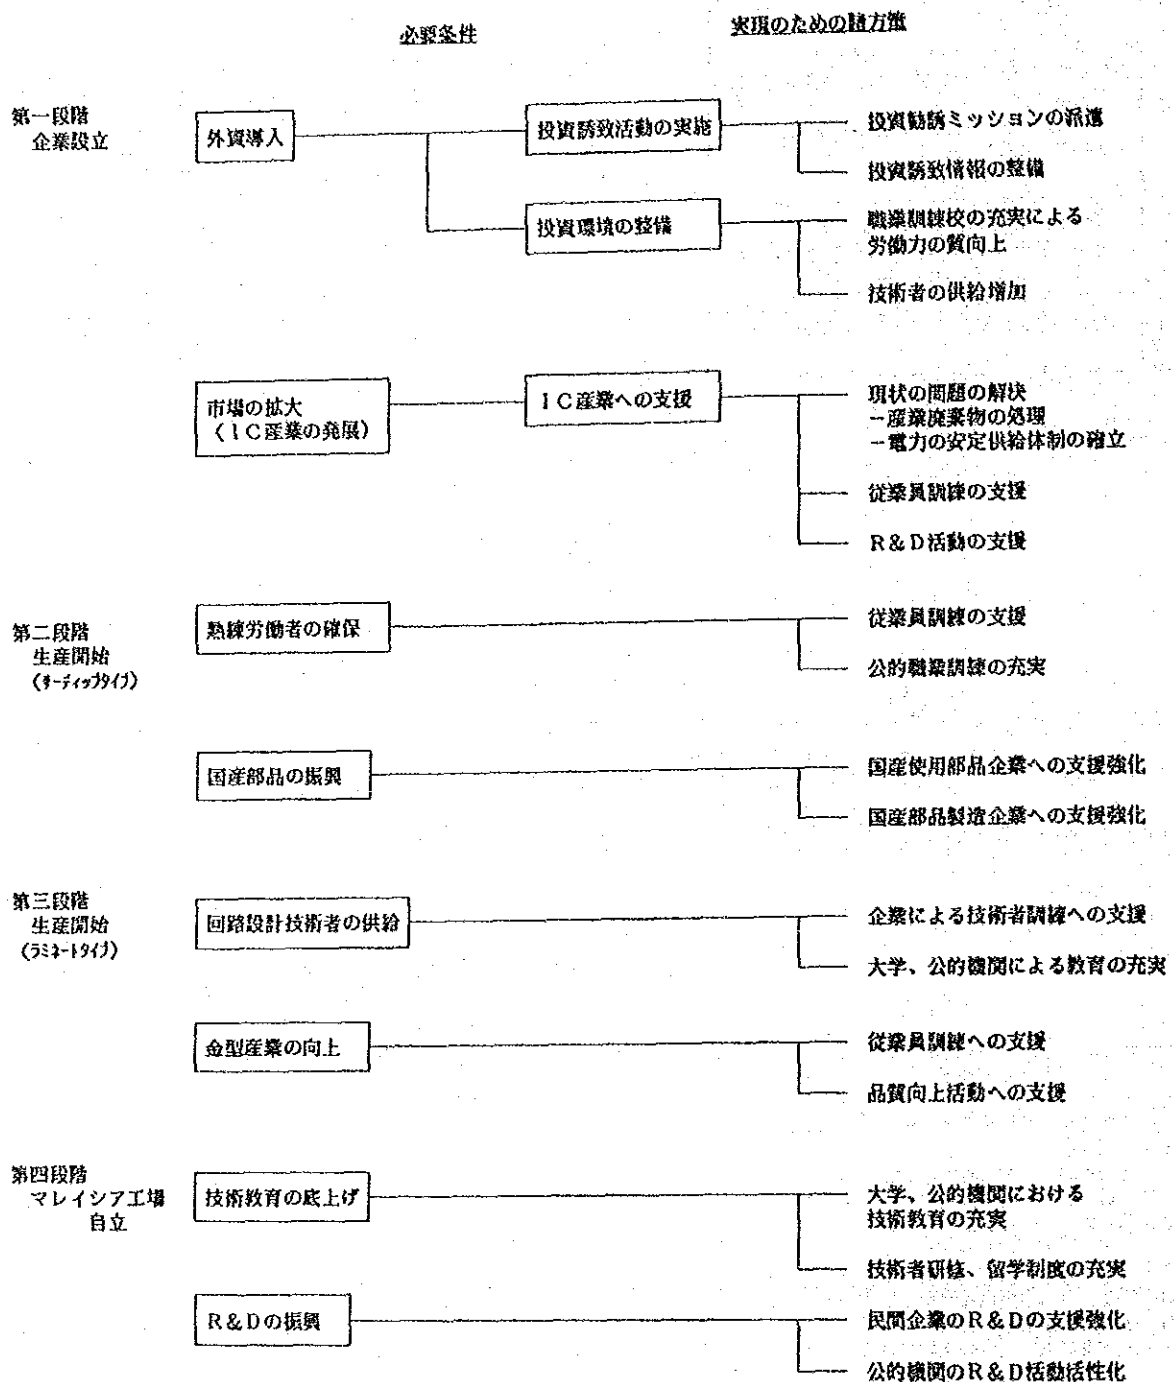 必要条性
実現のための諸方策
第一段階
企業設立
外資導入
投資誘致活動の実施
投資勧誘ミッションの派遣
投資誘致情報の整備
投資環境の整備
職業訓練校の充実による
労働力の質向上
技術者の供給増加
市場の拡大
(IC産業の発展)
IC産業への支援
現状の問題の解決
－産業廃棄物の処理
－電力の安定供給体制の確立
従業員訓練の支援
R&D活動の支援
第二段階
生産開始
(サーディップタイプ)
熟練労働者の確保
従業員訓練の支援
公的職業訓練の充実
国産部品の振興
国産使用部品企業への支援強化
国産部品製造企業への支援強化
第三段階
生産開始
(ラミネートタイプ)
回路設計技術者の供給
企業による技術者訓練への支援
大学、公的機関による教育の充実
金型産業の向上
従業員訓練への支援
品質向上活動への支援
第四段階
マレイシア工場
自立
技術教育の底上げ
大学、公的機関における
技術教育の充実
技術者研修、留学制度の充実
R&Dの振興
民間企業のR&Dの支援強化
公的機関のR&D活動活性化